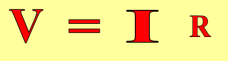 V = I R